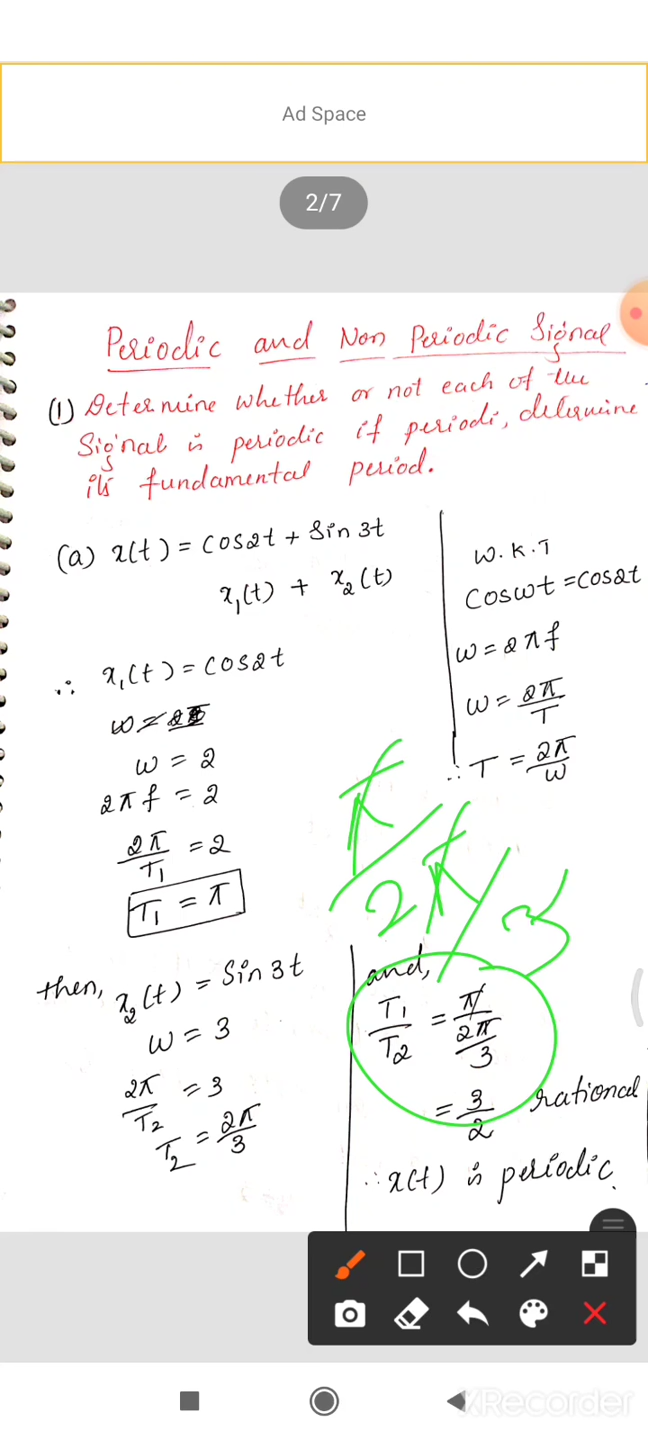 Ad Space
2/7
Periodic and Non Periodic Signal
(1) Determine whether or not each of the
Signal is periodic if periodi, determine
its fundamental period.
(a) x(t) = cos2t + Sin 3t
x₁(t) + x₂(t)
∴ x₁(t) = cos2t
ω = 2
2πf = 2
2π/T₁ = 2
T₁ = π
W.K.T
Cosωt = cos2t
ω = 2πf
ω = 2π/T
∴ T = 2π/ω
π/2π/3
then, x₂(t) = Sin 3t
ω = 3
2π/T₂ = 3
T₂ = 2π/3
and,
T₁/T₂ = π/2π/3
= 3/2 rational
∴ x(t) is periodic.
XRecorder